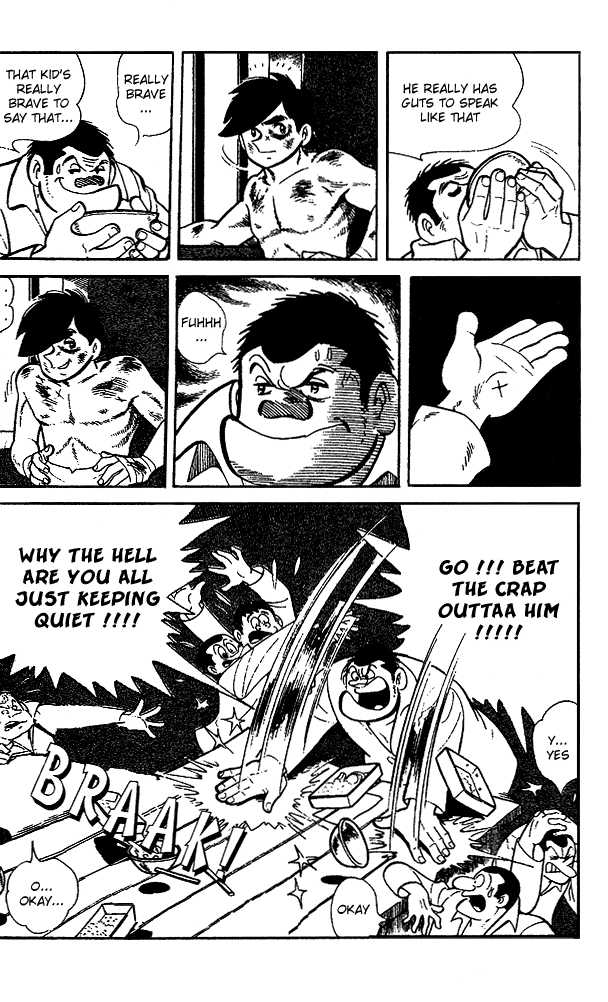 THAT KID'S
REALLY
BRAVE TO
SAY THAT...
REALLY
BRAVE
...
HE REALLY HAS
GUTS TO SPEAK
LIKE THAT
FUHHH
...
WHY THE HELL
ARE YOU ALL
JUST KEEPING
QUIET !!!!
GO !!! BEAT
THE CRAP
OUTTAA HIM
!!!!!
Y...
YES
BRAAK!
O...
OKAY...
OKAY